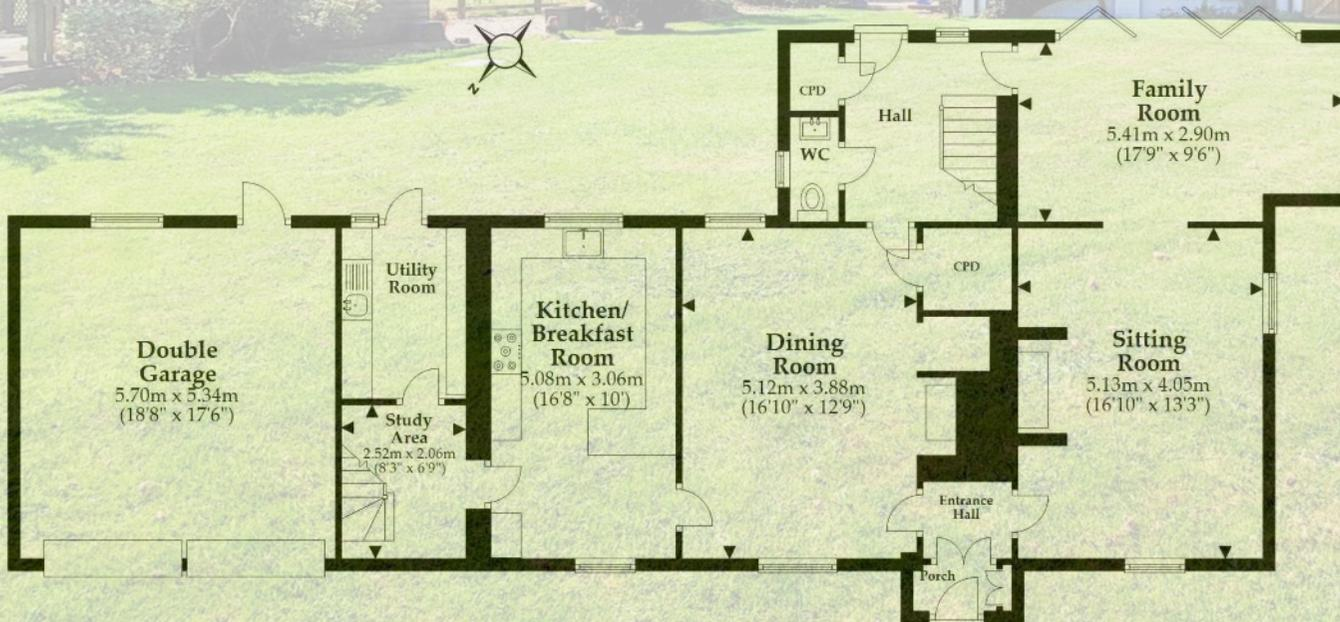 N
CPD
Hall
WC
Family
Room
5.41m x 2.90m
(17'9" x 9'6")
Utility
Room
CPD
Kitchen/
Breakfast
Room
5.08m x 3.06m
(16'8" x 10')
Dining
Room
5.12m x 3.88m
(16'10" x 12'9")
Sitting
Room
5.13m x 4.05m
(16'10" x 13'3")
Double
Garage
5.70m x 5.34m
(18'8" x 17'6")
Study
Area
2.52m x 2.06m
(8'3" x 6'9")
Entrance
Hall
Porch